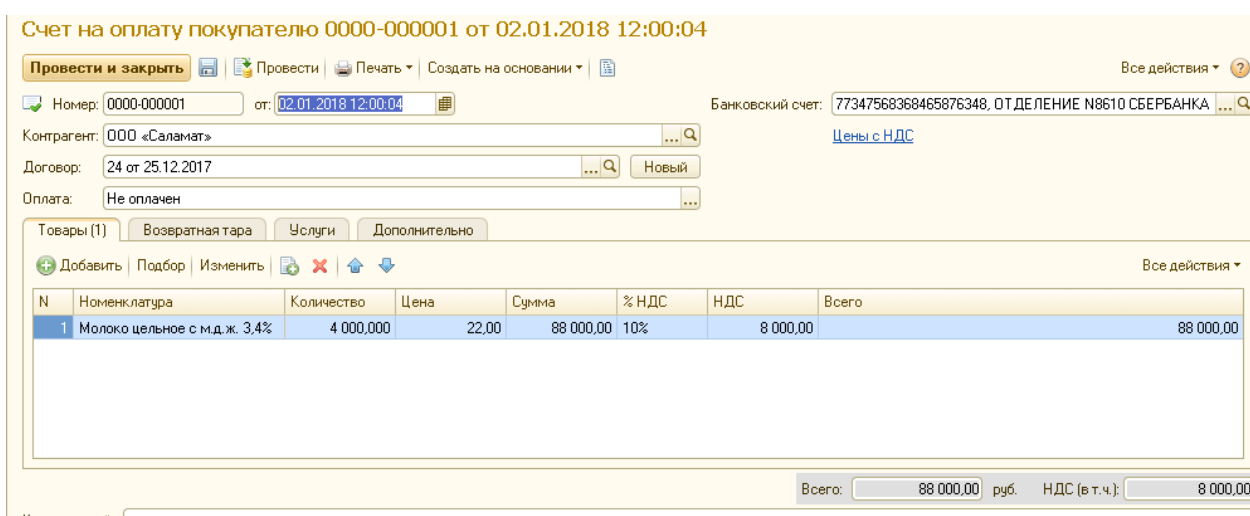 Счет на оплату покупателю 0000-000001 от 02.01.2018 12:00:04
Провести и закрыть Провести Печать Создать на основании Все действия ?
Номер: 0000-000001 от: 02.01.2018 12:00:04 Банковский счет: 77347568368465876348, ОТДЕЛЕНИЕ N8610 СБЕРБАНКА ...
Контрагент: ООО «Саламат» ... Цены с НДС
Договор: 24 от 25.12.2017 ... Новый
Оплата: Не оплачен ...
Товары (1) Возвратная тара Услуги Дополнительно
Добавить Подбор Изменить Все действия
N Номенклатура Количество Цена Сумма % НДС НДС Всего
1 Молоко цельное с м.д.ж. 3,4% 4 000,000 22,00 88 000,00 10% 8 000,00 88 000,00
Всего: 88 000,00 руб. НДС (в т.ч.): 8 000,00